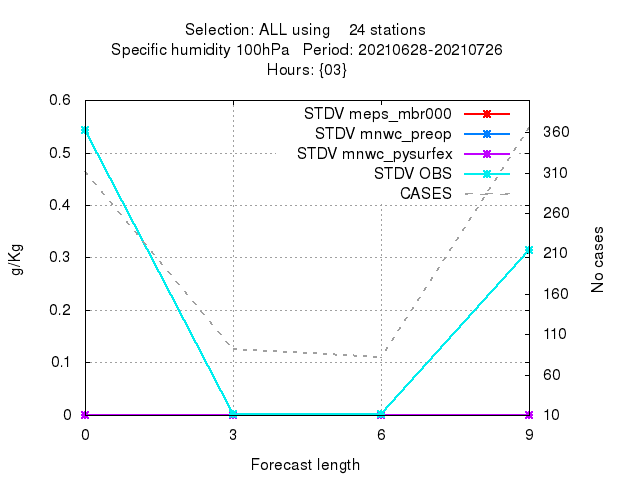 Selection: ALL using    24 stations
Specific humidity 100hPa   Period: 20210628-20210726
Hours: {03}
STDV meps_mbr000
STDV mnwc_preop
STDV mnwc_pysurfex
STDV OBS
CASES
0.6
0.5
0.4
0.3
0.2
0.1
0
g/Kg
360
310
260
210
160
110
60
10
No cases
0 3 6 9
Forecast length